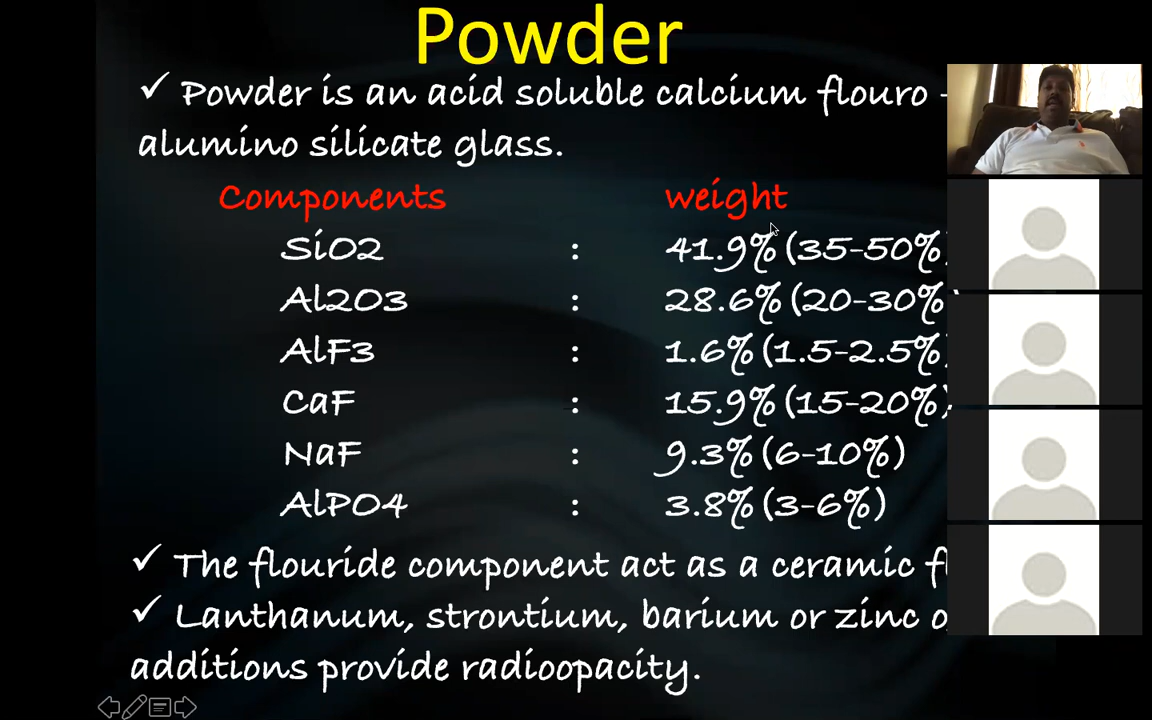 Powder
✓ Powder is an acid soluble calcium flouro -
alumino silicate glass.
Components weight
SiO2 : 41.9% (35-50%)
Al2O3 : 28.6% (20-30%
AlF3 : 1.6% (1.5-2.5%
CaF : 15.9% (15-20%)
NaF : 9.3% (6-10%)
AlPO4 : 3.8% (3-6%)
✓ The flouride component act as a ceramic
✓ Lanthanum, strontium, barium or zinc
additions provide radioopacity.